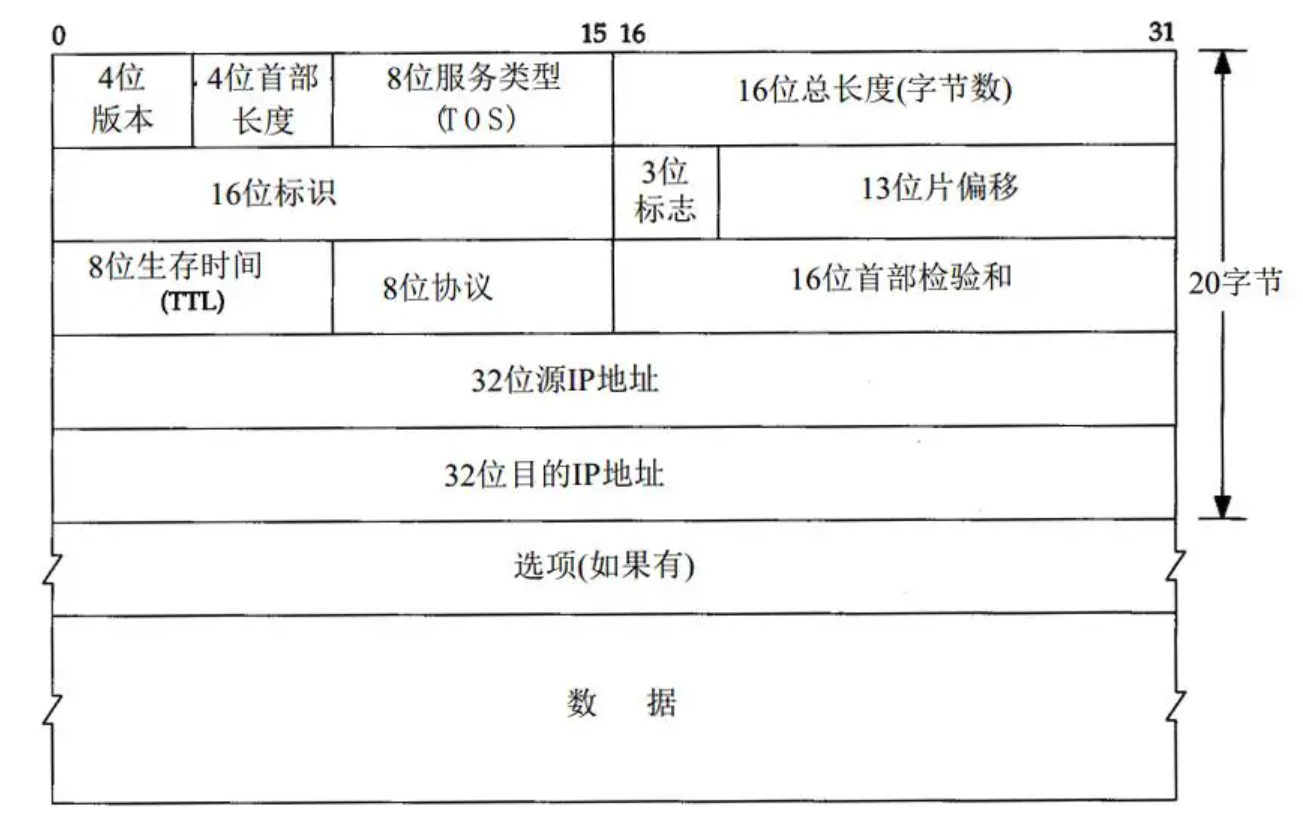 0 15 16 31
4位
版本
4位首部
长度
8位服务类型
(TOS)
16位总长度(字节数)
16位标识
3位
标志
13位片偏移
8位生存时间
(TTL)
8位协议
16位首部检验和
20字节
32位源IP地址
32位目的IP地址
选项(如果有)
数 据